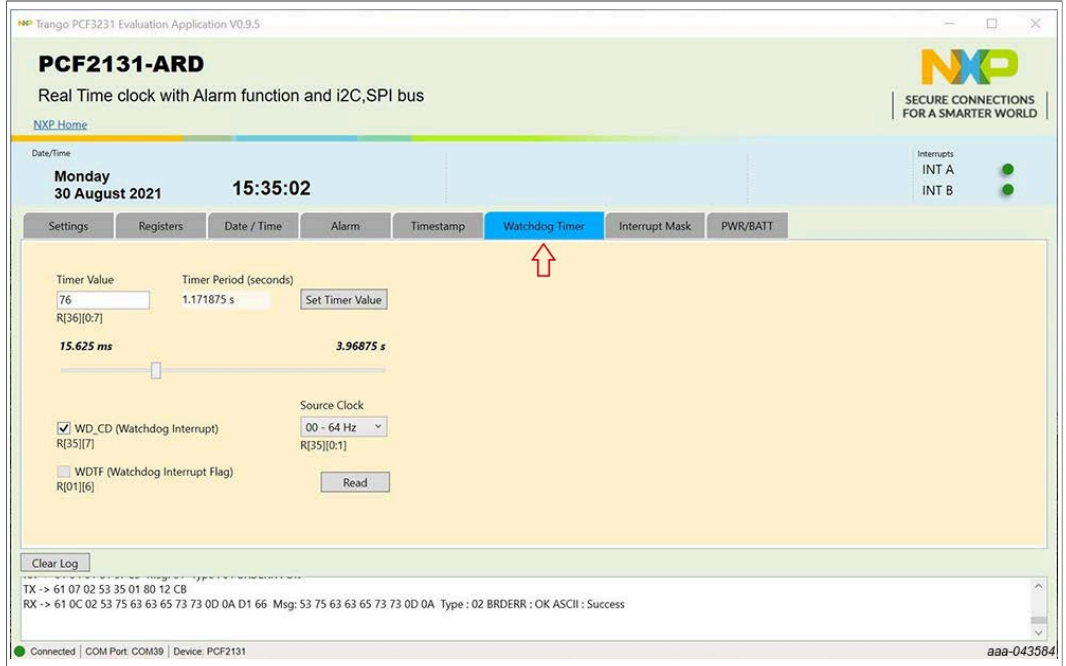 Trango PCF3231 Evaluation Application V0.9.5
PCF2131-ARD
Real Time clock with Alarm function and i2C,SPI bus
NXP Home
NXP
SECURE CONNECTIONS
FOR A SMARTER WORLD
Date/Time
Monday
30 August 2021
15:35:02
Interrupts
INT A
INT B
Settings Registers Date / Time Alarm Timestamp Watchdog Timer Interrupt Mask PWR/BATT
Timer Value Timer Period (seconds)
76 1.171875 s Set Timer Value
R[36][0:7]
15.625 ms 3.96875 s
Source Clock
WD_CD (Watchdog Interrupt) 00 - 64 Hz
R[35][7] R[35][0:1]
WDTF (Watchdog Interrupt Flag)
R[01][6] Read
Clear Log
TX -> 61 07 02 53 35 01 80 12 CB
RX -> 61 0C 02 53 75 63 63 65 73 73 0D 0A D1 66 Msg: 53 75 63 63 65 73 73 0D 0A Type : 02 BRDERR : OK ASCII : Success
Connected COM Port: COM39 Device: PCF2131
aaa-043584